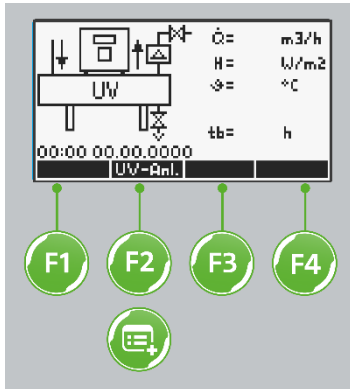 Q̇= m3/h
H= W/m2
ϑ= °C
UV
tb= h
00:00 00.00.0000
UV-Anl.
F1 F2 F3 F4